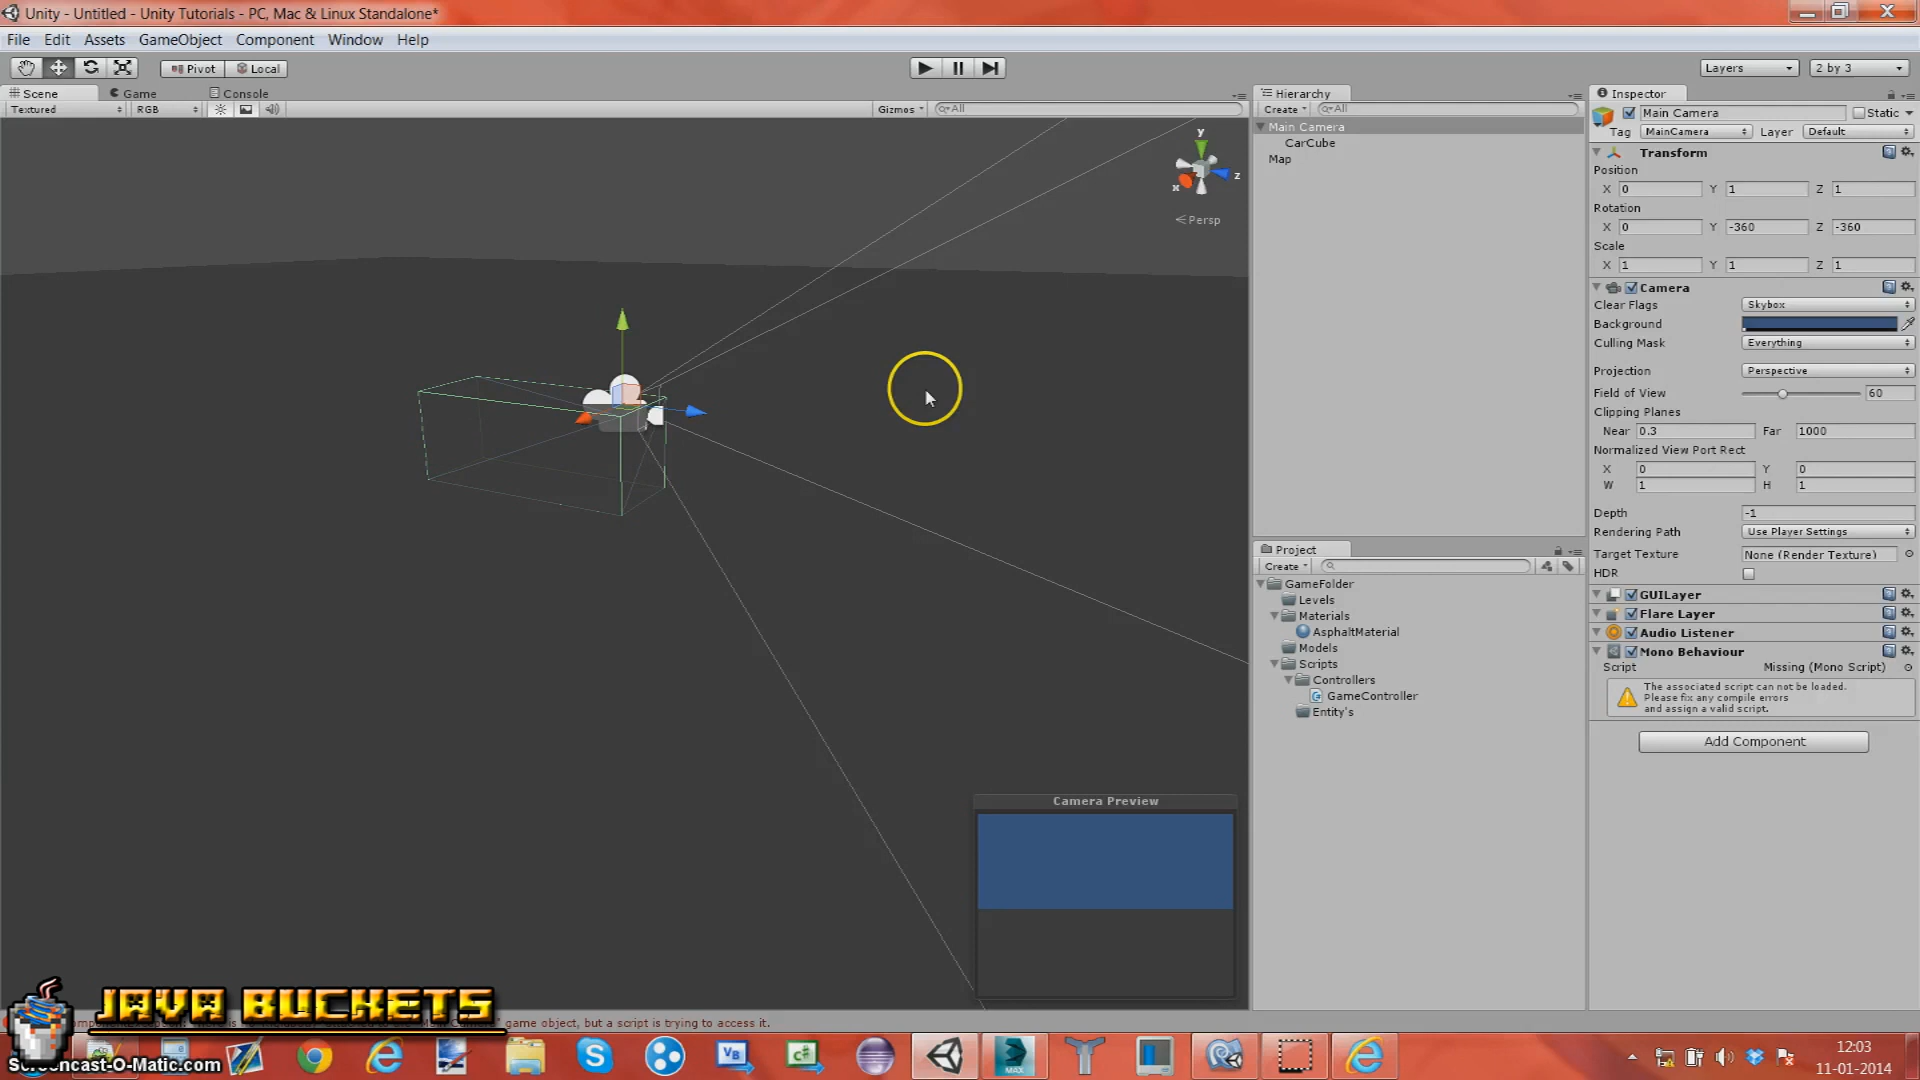 Unity - Untitled - Unity Tutorials - PC, Mac & Linux Standalone*
File Edit Assets GameObject Component Window Help
Pivot Local
Layers 2 by 3
Scene Game Console
Textured RGB
Gizmos All
y
x z
Persp
Hierarchy
Create All
Main Camera
CarCube
Map
Project
Create
GameFolder
Levels
Materials
AsphaltMaterial
Models
Scripts
Controllers
GameController
Entity's
Inspector
Main Camera Static
Tag MainCamera Layer Default
Transform
Position
X 0 Y 1 Z 1
Rotation
X 0 Y -360 Z -360
Scale
X 1 Y 1 Z 1
Camera
Clear Flags Skybox
Background
Culling Mask Everything
Projection Perspective
Field of View 60
Clipping Planes
Near 0.3 Far 1000
Normalized View Port Rect
X 0 Y 0
W 1 H 1
Depth -1
Rendering Path Use Player Settings
Target Texture None (Render Texture)
HDR
GUILayer
Flare Layer
Audio Listener
Mono Behaviour
Script Missing (Mono Script)
The associated script can not be loaded.
Please fix any compile errors
and assign a valid script.
Add Component
Camera Preview
JAVA BUCKETS
game object, but a script is trying to access it.
Screencast-O-Matic.com
VB
C#
MAX
12:03
11-01-2014